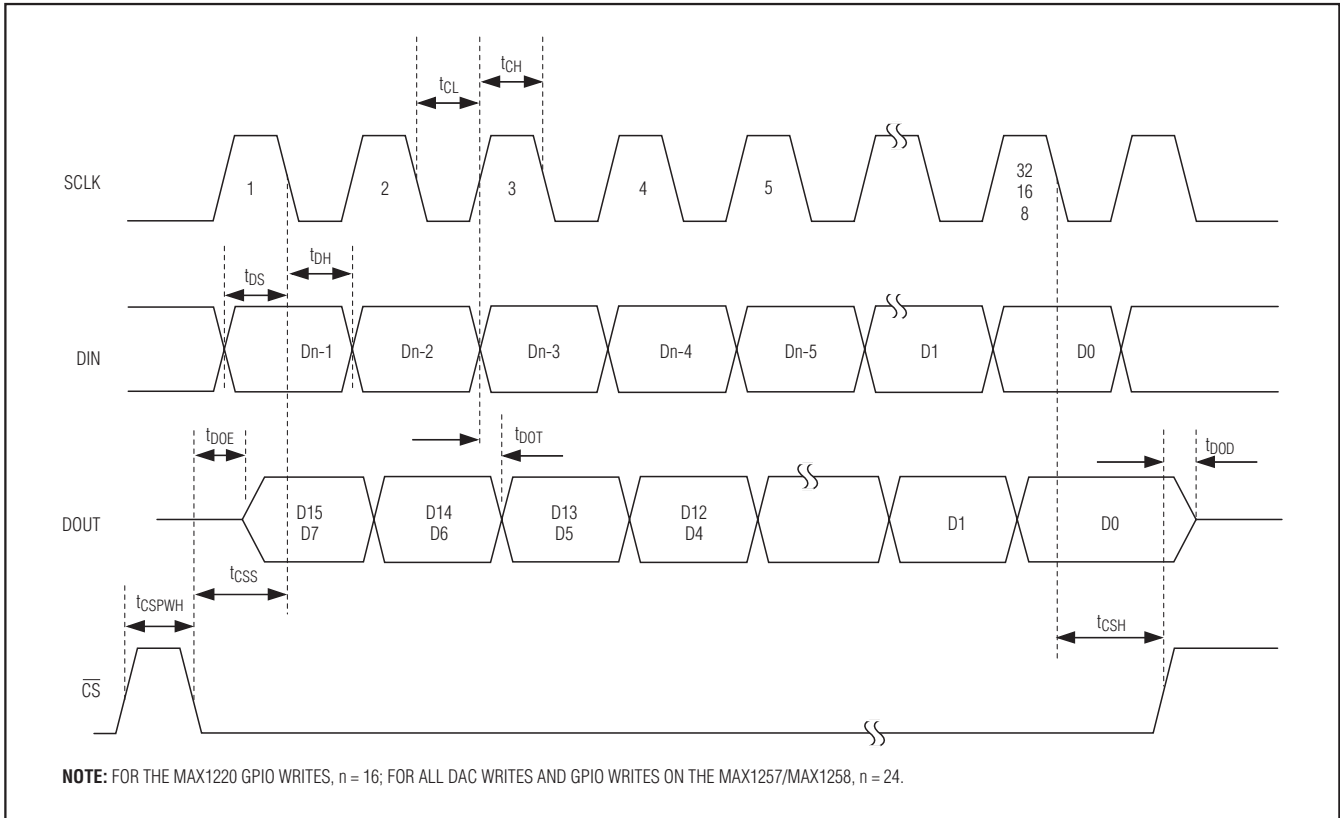 tCL
tCH
SCLK
1
2
3
4
5
32
16
8
tDS
tDH
DIN
Dn-1
Dn-2
Dn-3
Dn-4
Dn-5
D1
D0
tDOE
tDOT
tDOD
DOUT
D15
D7
D14
D6
D13
D5
D12
D4
D1
D0
tCSS
tCSPWH
tCSH
CS
NOTE: FOR THE MAX1220 GPIO WRITES, n = 16; FOR ALL DAC WRITES AND GPIO WRITES ON THE MAX1257/MAX1258, n = 24.